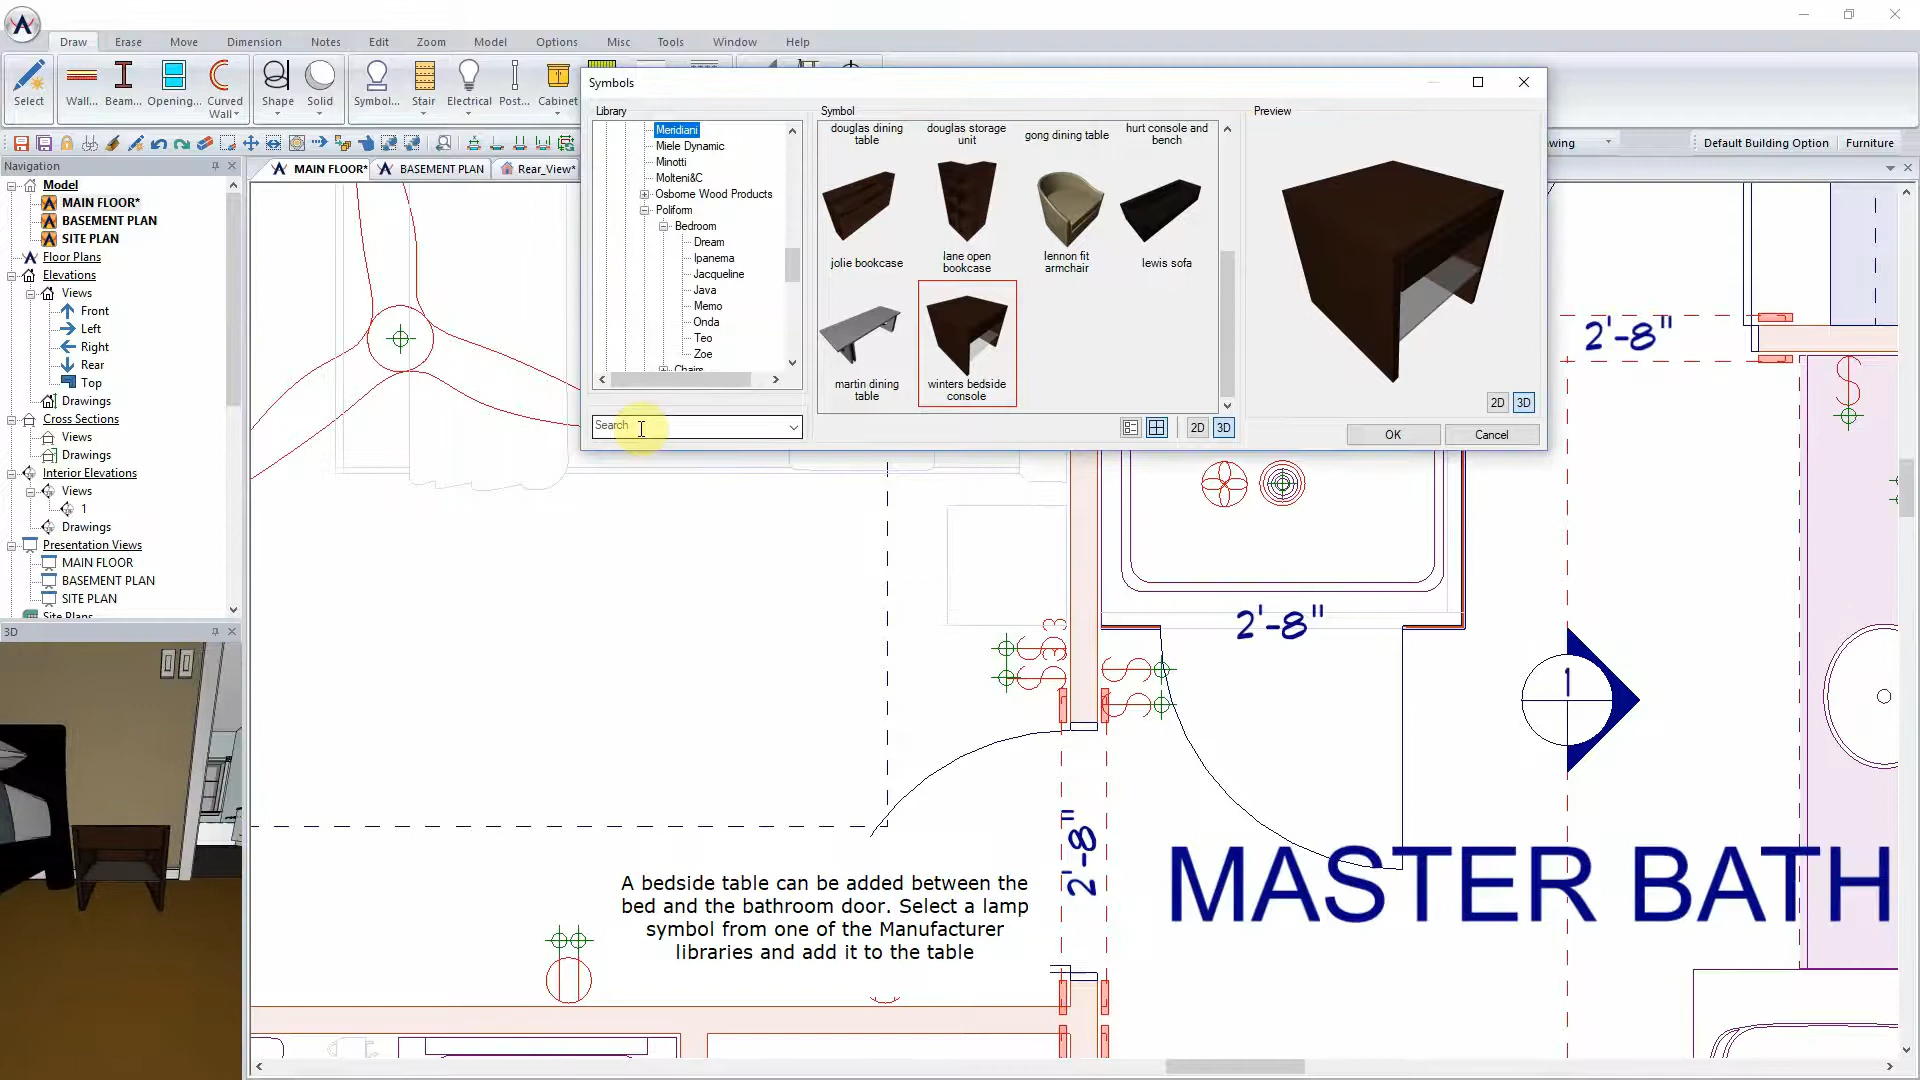 Draw
Erase
Move
Dimension
Notes
Edit
Zoom
Model
Options
Misc
Tools
Window
Help
Select
Wall...
Beam...
Opening...
Curved
Wall
Shape
Solid
Symbol...
Stair
Electrical
Post...
Cabinet
Default Building Option
Furniture
Navigation
MAIN FLOOR*
BASEMENT PLAN
Rear_View*
Model
MAIN FLOOR*
BASEMENT PLAN
SITE PLAN
Floor Plans
Elevations
Views
Front
Left
Right
Rear
Top
Drawings
Cross Sections
Views
Drawings
Interior Elevations
Views
1
Drawings
Presentation Views
MAIN FLOOR
BASEMENT PLAN
SITE PLAN
Site Plans
3D
Symbols
Library
Meridiani
Miele Dynamic
Minotti
Molteni&C
Osborne Wood Products
Poliform
Bedroom
Dream
Ipanema
Jacqueline
Java
Memo
Onda
Teo
Zoe
Chairs
Search
Symbol
douglas dining
table
douglas storage
unit
gong dining table
hurt console and
bench
jolie bookcase
lane open
bookcase
lennon fit
armchair
lewis sofa
martin dining
table
winters bedside
console
2D
3D
Preview
2D
3D
OK
Cancel
2'-8"
2'-8"
2'-8"
1
S
S
S
S
S
3
3
MASTER BATH
A bedside table can be added between the
bed and the bathroom door. Select a lamp
symbol from one of the Manufacturer
libraries and add it to the table